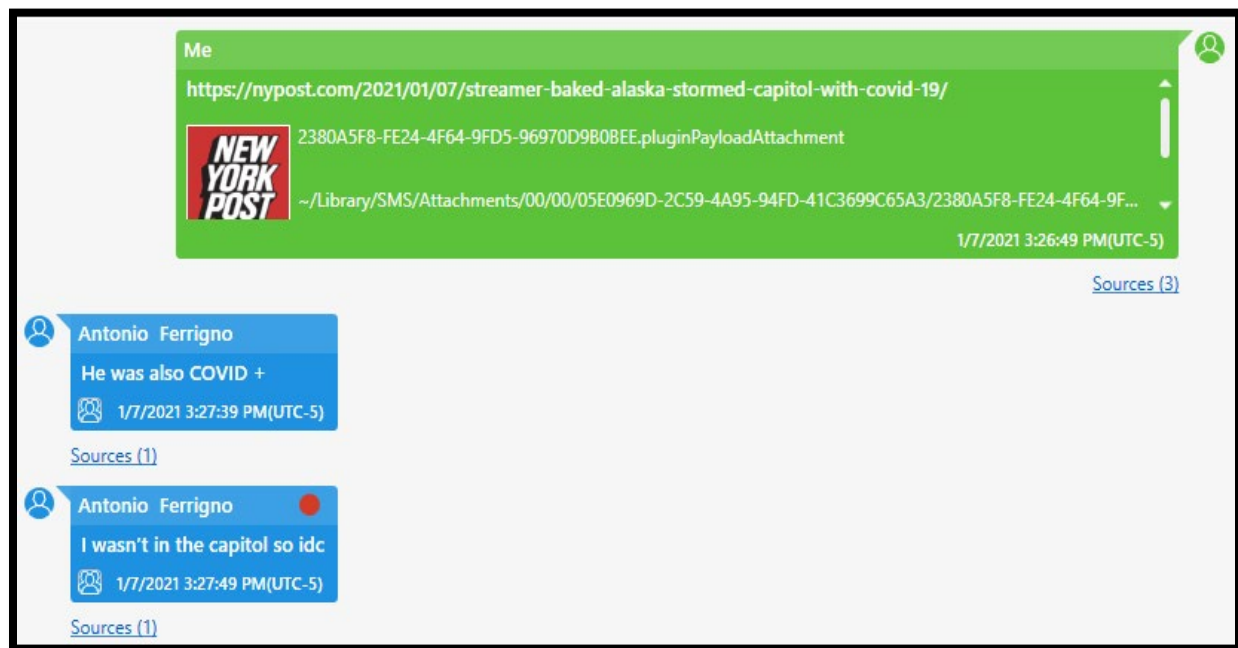 Me
https://nypost.com/2021/01/07/streamer-baked-alaska-stormed-capitol-with-covid-19/
NEW
YORK
POST
2380A5F8-FE24-4F64-9FD5-96970D9B0BEE.pluginPayloadAttachment
~/Library/SMS/Attachments/00/00/05E0969D-2C59-4A95-94FD-41C3699C65A3/2380A5F8-FE24-4F64-9F...
1/7/2021 3:26:49 PM(UTC-5)
Sources (3)
Antonio Ferrigno
He was also COVID +
1/7/2021 3:27:39 PM(UTC-5)
Sources (1)
Antonio Ferrigno
I wasn't in the capitol so idc
1/7/2021 3:27:49 PM(UTC-5)
Sources (1)